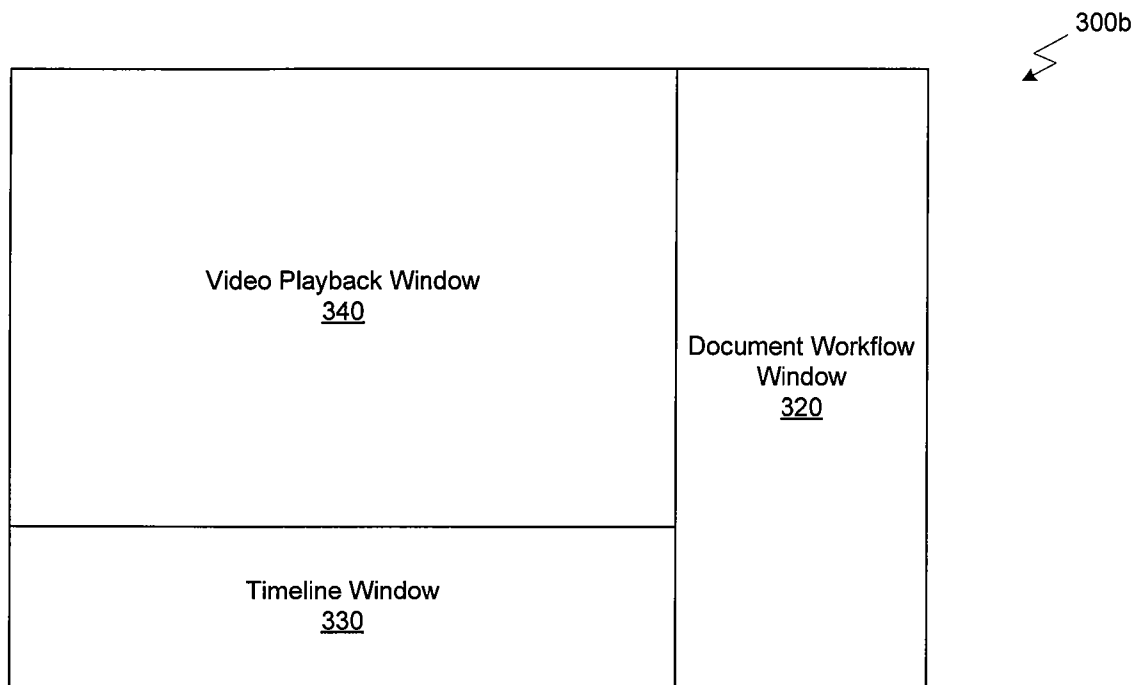 300b
Video Playback Window
340
Document Workflow
Window
320
Timeline Window
330